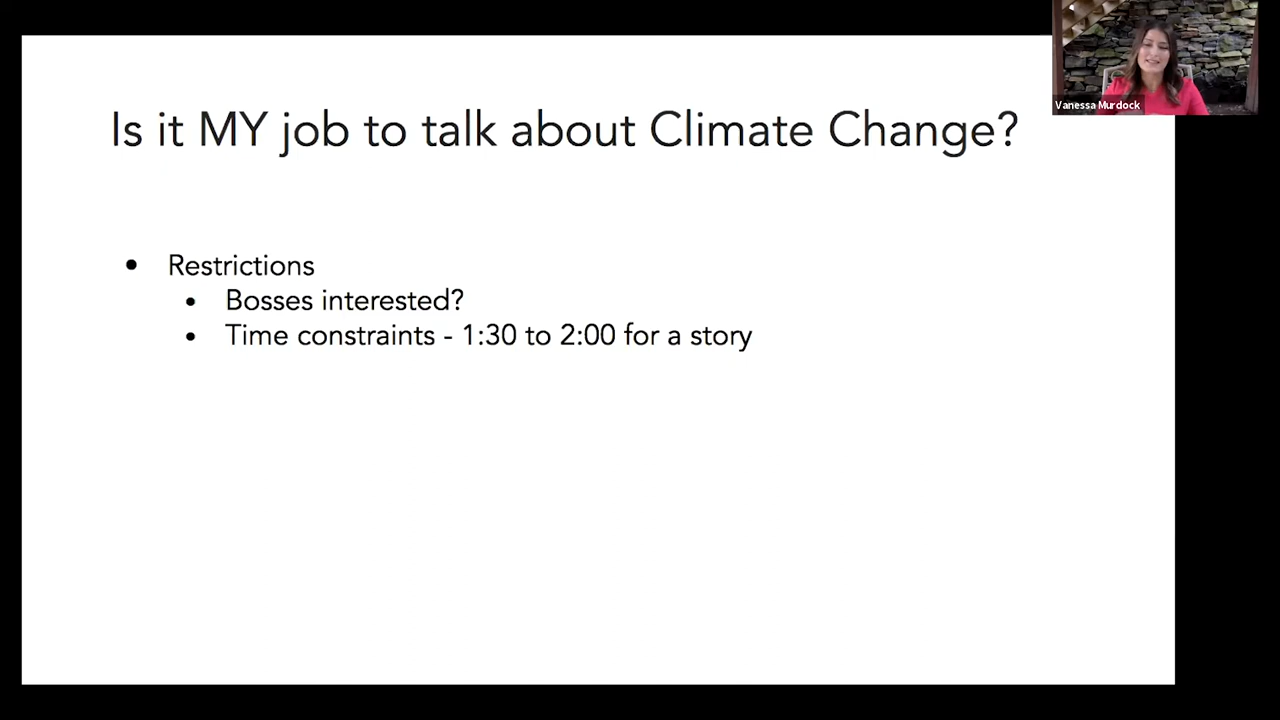 Vanessa Murdock
Is it MY job to talk about Climate Change?
• Restrictions
• Bosses interested?
• Time constraints - 1:30 to 2:00 for a story